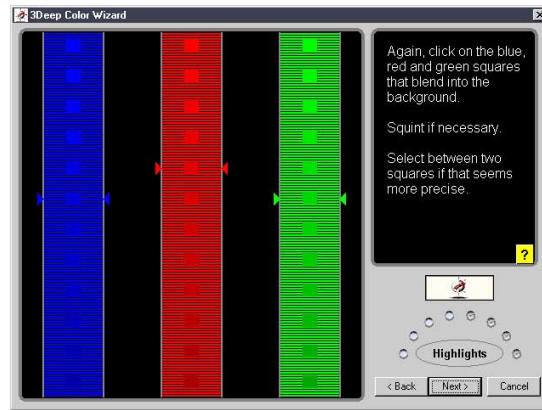 3Deep Color Wizard
Again, click on the blue,
red and green squares
that blend into the
background.
Squint if necessary.
Select between two
squares if that seems
more precise.
?
Highlights
< Back
Next >
Cancel